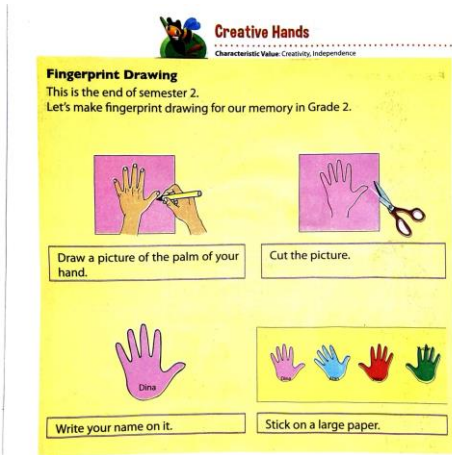 Creative Hands
Characteristic Value: Creativity, Independence
Fingerprint Drawing
This is the end of semester 2.
Let's make fingerprint drawing for our memory in Grade 2.
Draw a picture of the palm of your
hand.
Cut the picture.
Dina
Write your name on it.
Stick on a large paper.